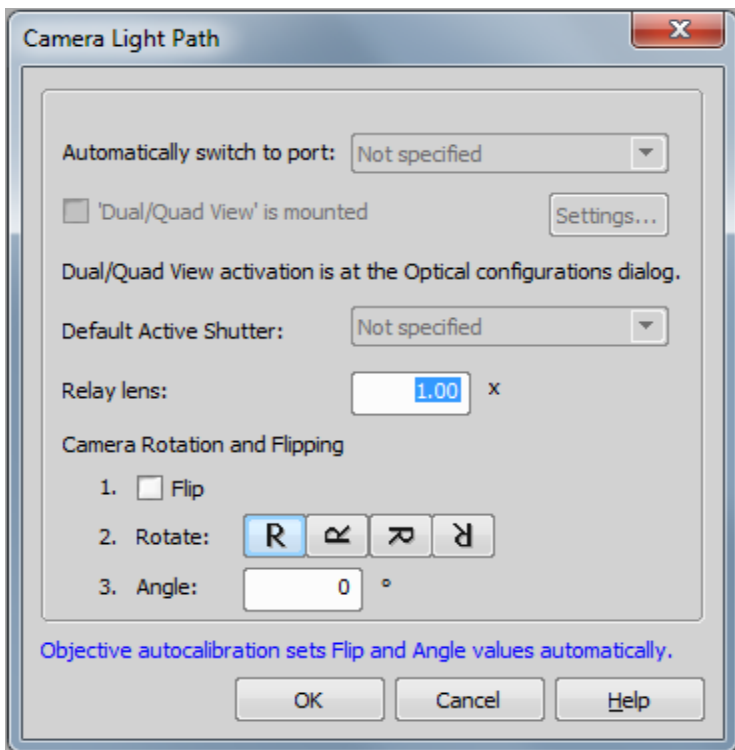 Camera Light Path
Automatically switch to port: Not specified
'Dual/Quad View' is mounted Settings...
Dual/Quad View activation is at the Optical configurations dialog.
Default Active Shutter: Not specified
Relay lens: 1.00 x
Camera Rotation and Flipping
1. Flip
2. Rotate: R R R R
3. Angle: 0 °
Objective autocalibration sets Flip and Angle values automatically.
OK Cancel Help